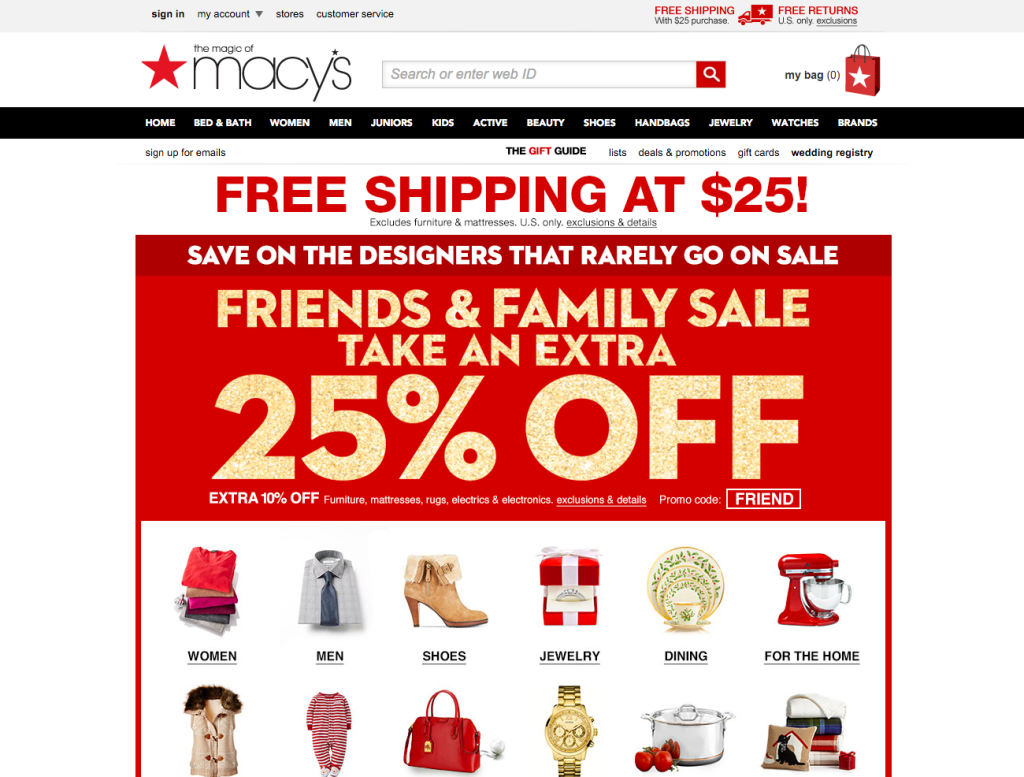 sign in my account stores customer service
FREE SHIPPING
With $25 purchase.
FREE RETURNS
U.S. only. exclusions
the magic of
macy's
Search or enter web ID
my bag (0)
HOME BED & BATH WOMEN MEN JUNIORS KIDS ACTIVE BEAUTY SHOES HANDBAGS JEWELRY WATCHES BRANDS
sign up for emails THE GIFT GUIDE lists deals & promotions gift cards wedding registry
FREE SHIPPING AT $25!
Excludes furniture & mattresses. U.S. only. exclusions & details
SAVE ON THE DESIGNERS THAT RARELY GO ON SALE
FRIENDS & FAMILY SALE
TAKE AN EXTRA
25% OFF
EXTRA 10% OFF Furniture, mattresses, rugs, electrics & electronics. exclusions & details Promo code: FRIEND
WOMEN MEN SHOES JEWELRY DINING FOR THE HOME